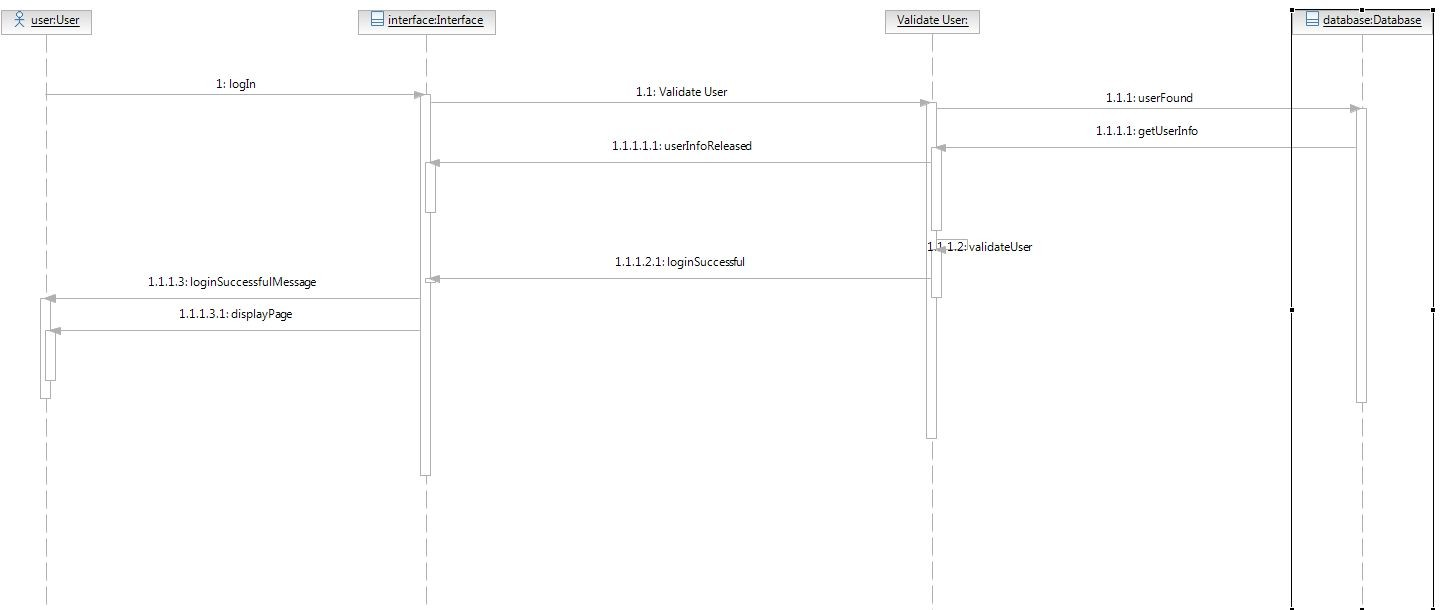 user:User
interface:Interface
Validate User:
database:Database
1: logIn
1.1: Validate User
1.1.1: userFound
1.1.1.1: getUserInfo
1.1.1.1.1: userInfoReleased
1.1.1.2: validateUser
1.1.1.2.1: loginSuccessful
1.1.1.3: loginSuccessfulMessage
1.1.1.3.1: displayPage